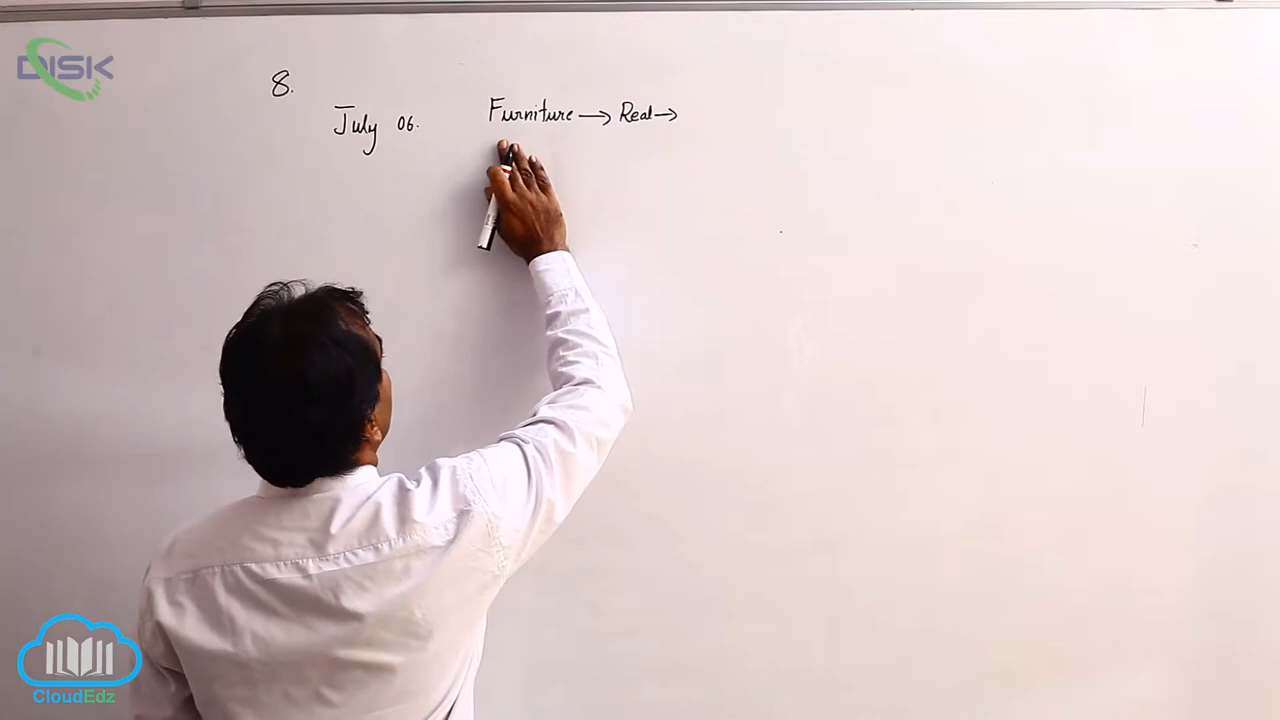 DISK
8.
July 06. Furniture → Real →
CloudEdz